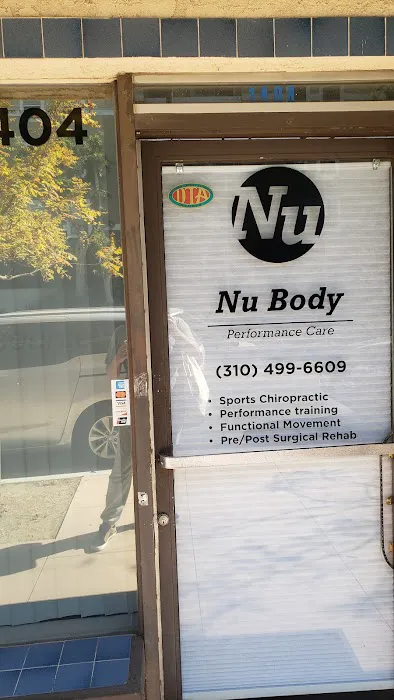 404
Nu
Nu Body
Performance Care
(310) 499-6609
• Sports Chiropractic
• Performance training
• Functional Movement
• Pre/Post Surgical Rehab
VISA